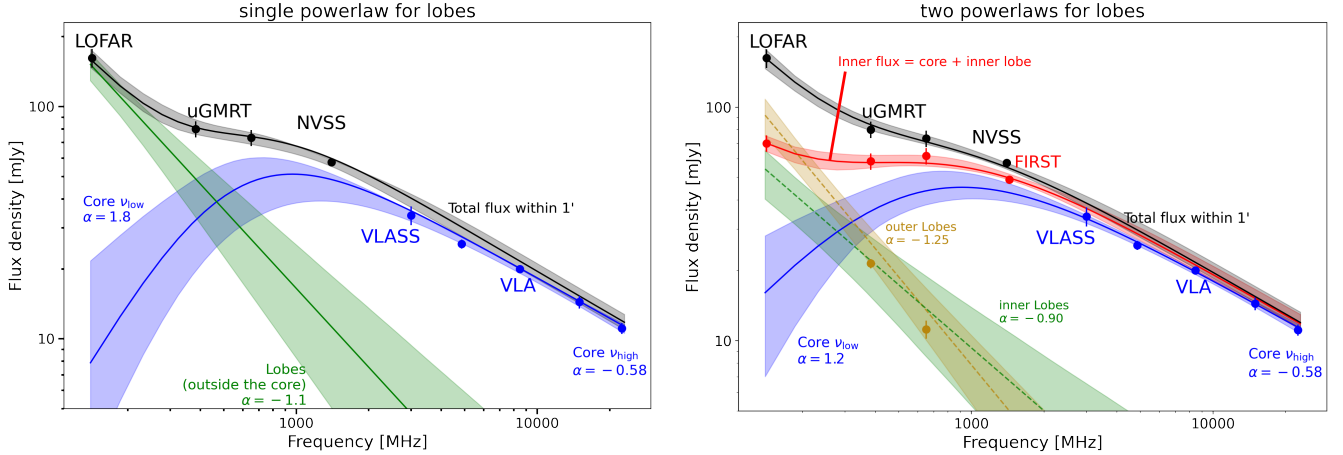 single powerlaw for lobes
LOFAR
uGMRT
NVSS
100
Core ν_low
α = 1.8
Total flux within 1'
VLASS
VLA
10
Lobes
(outside the core)
α = −1.1
Core ν_high
α = −0.58
1000
10000
Frequency [MHz]
Flux density [mJy]
two powerlaws for lobes
LOFAR
Inner flux = core + inner lobe
uGMRT
NVSS
100
FIRST
outer Lobes
α = −1.25
Total flux within 1'
VLASS
VLA
inner Lobes
α = −0.90
10
Core ν_low
α = 1.2
Core ν_high
α = −0.58
1000
10000
Frequency [MHz]
Flux density [mJy]